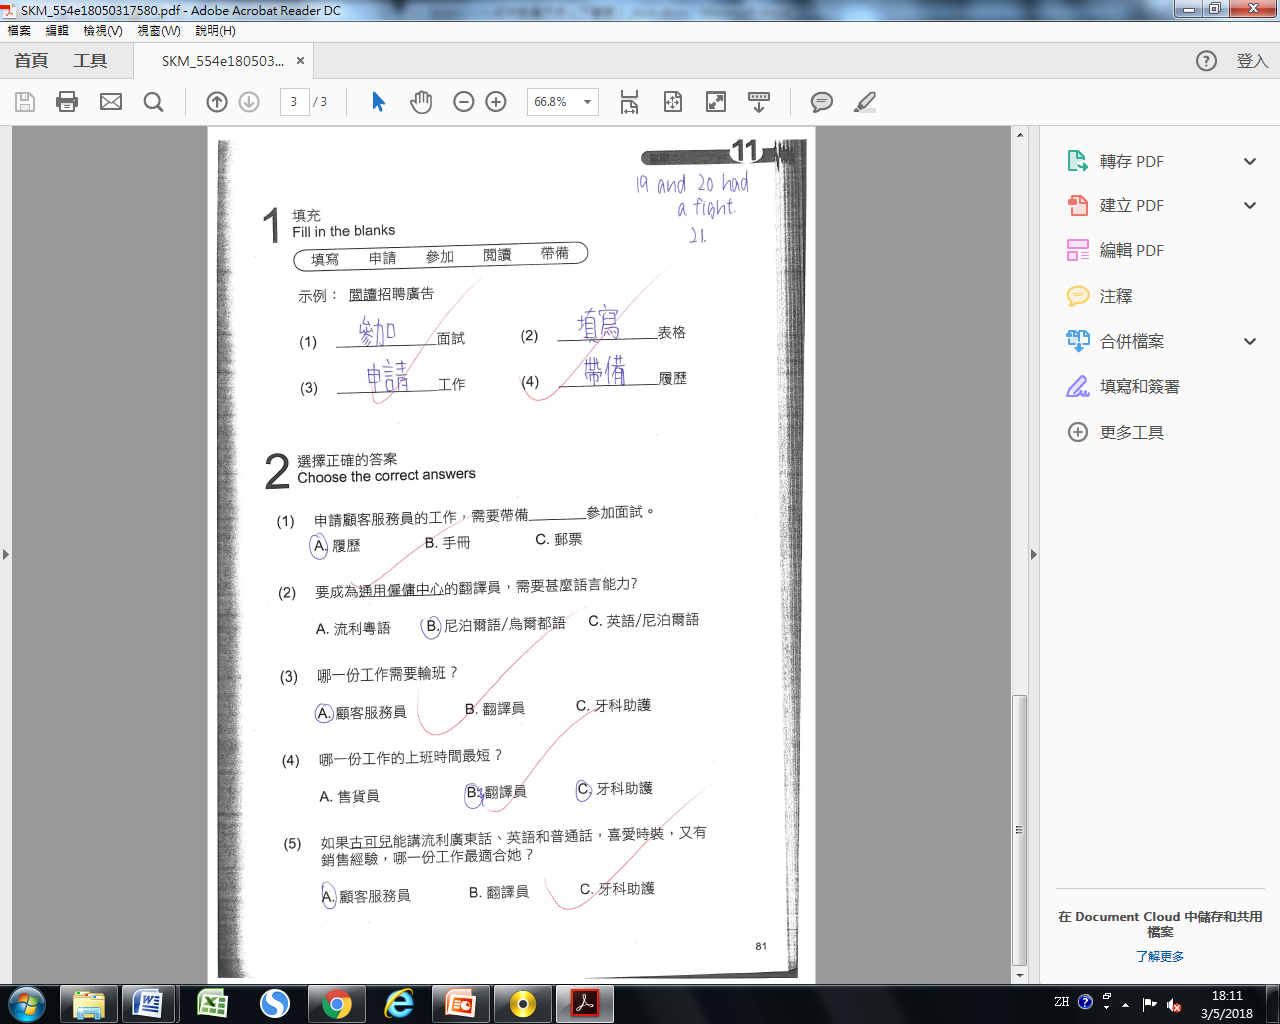 SKM_554e18050317580.pdf - Adobe Acrobat Reader DC
檔案 編輯 檢視(V) 視窗(W) 說明(H)
首頁 工具 SKM_554e180503... × ? 登入
3 / 3 66.8%
11
19 and 20 had
a fight.
21.
1 填充
Fill in the blanks
填寫 申請 參加 閱讀 帶備
示例： 閱讀招聘廣告
(1) 參加面試 (2) 填寫表格
(3) 申請工作 (4) 帶備履歷
2 選擇正確的答案
Choose the correct answers
(1) 申請顧客服務員的工作，需要帶備________參加面試。
A. 履歷 B. 手冊 C. 郵票
(2) 要成為通用僱傭中心的翻譯員，需要甚麼語言能力?
A. 流利粵語 B. 尼泊爾語/烏爾都語 C. 英語/尼泊爾語
(3) 哪一份工作需要輪班？
A. 顧客服務員 B. 翻譯員 C. 牙科助護
(4) 哪一份工作的上班時間最短？
A. 售貨員 B. 翻譯員 C. 牙科助護
(5) 如果古可兒能講流利廣東話、英語和普通話，喜愛時裝，又有
銷售經驗，哪一份工作最適合她？
A. 顧客服務員 B. 翻譯員 C. 牙科助護
81
轉存 PDF
建立 PDF
編輯 PDF
注釋
合併檔案
填寫和簽署
更多工具
在 Document Cloud 中儲存和共用
檔案
了解更多
ZH 18:11
3/5/2018